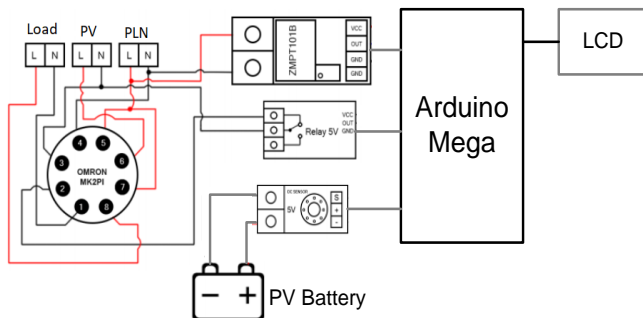 Load PV PLN
L N L N L N
ZMPT101B
VCC
OUT
GND
GND
LCD
Arduino
Mega
Relay 5V
VCC
OUT
GND
4 5
3 6
OMRON
MK2PI
2 7
1 8
DC SENSOR
5V
S
+
-
− +
PV Battery